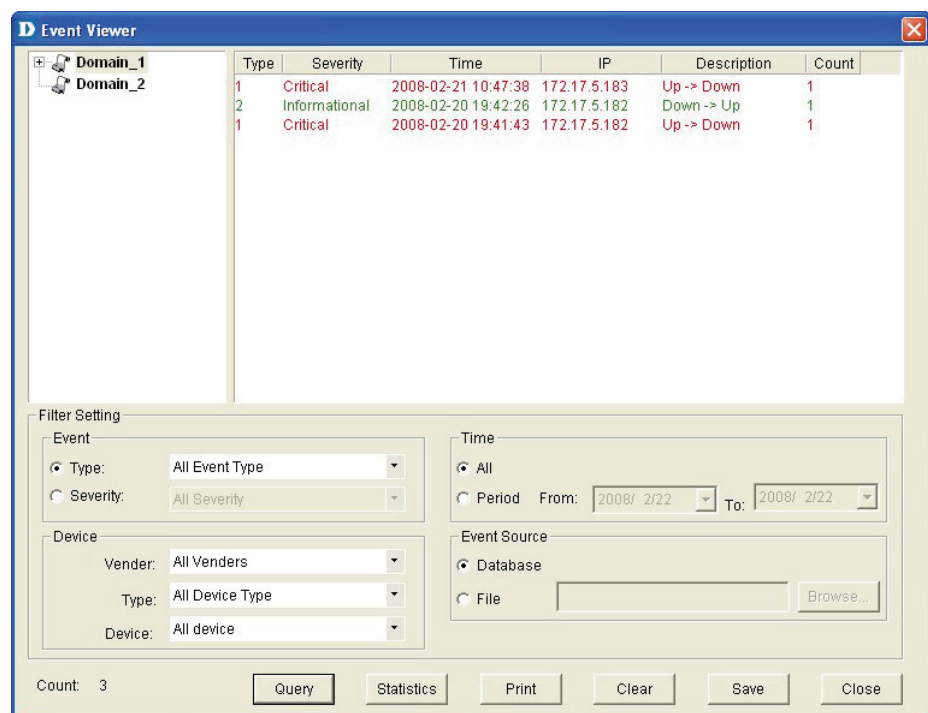 D Event Viewer
Domain_1
Domain_2
Type Severity Time IP Description Count
1 Critical 2008-02-21 10:47:38 172.17.5.183 Up -> Down 1
2 Informational 2008-02-20 19:42:26 172.17.5.182 Down -> Up 1
1 Critical 2008-02-20 19:41:43 172.17.5.182 Up -> Down 1
Filter Setting
Event
Type: All Event Type
Severity: All Severity
Time
All
Period From: 2008/ 2/22 To: 2008/ 2/22
Device
Vender: All Venders
Type: All Device Type
Device: All device
Event Source
Database
File Browse...
Count: 3 Query Statistics Print Clear Save Close